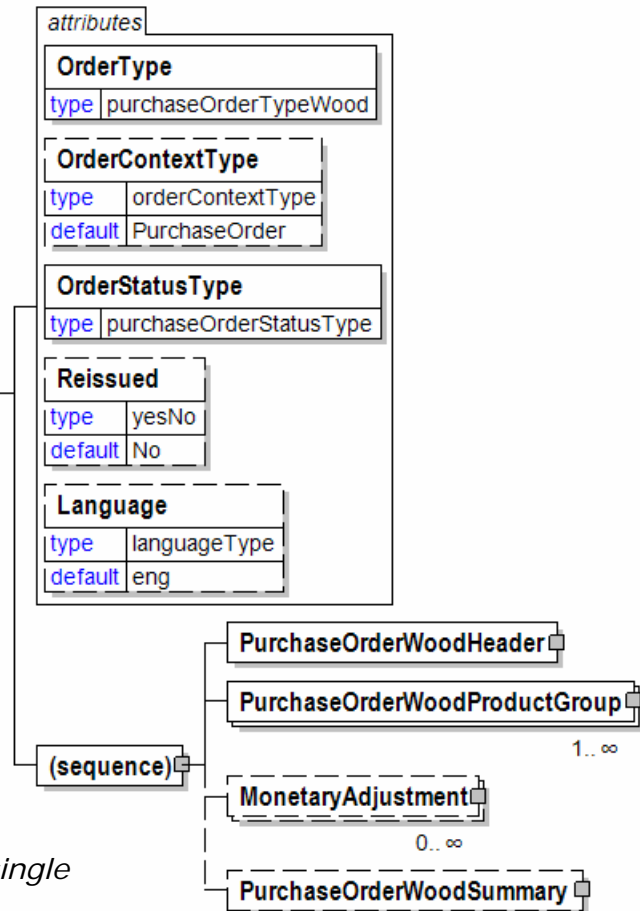 attributes
OrderType
type purchaseOrderTypeWood
OrderContextType
type orderContextType
default PurchaseOrder
OrderStatusType
type purchaseOrderStatusType
Reissued
type yesNo
default No
Language
type languageType
default eng
PurchaseOrderWoodHeader
PurchaseOrderWoodProductGroup
1.. ∞
(sequence)
MonetaryAdjustment
0.. ∞
single
PurchaseOrderWoodSummary